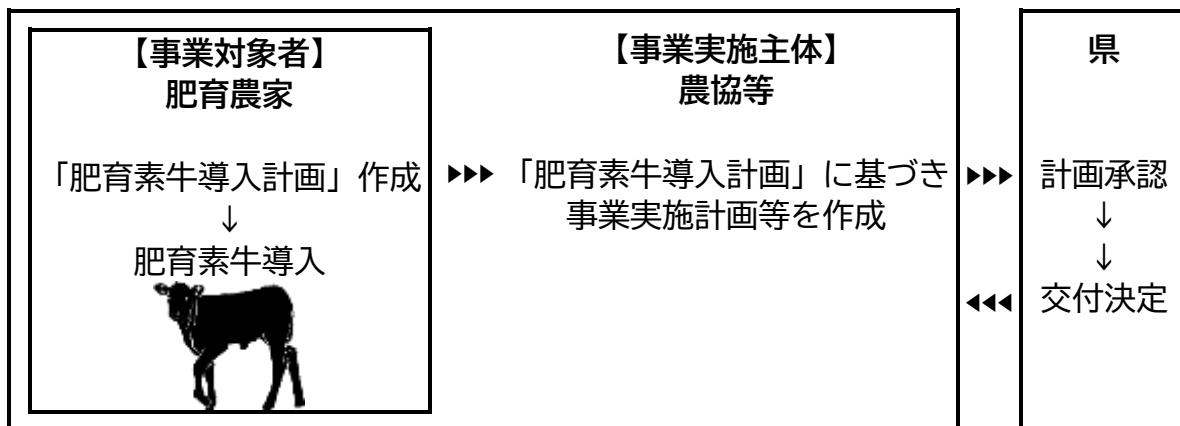 【事業対象者】
肥育農家
「肥育素牛導入計画」作成
↓
肥育素牛導入
▶▶▶
【事業実施主体】
農協等
「肥育素牛導入計画」に基づき
事業実施計画等を作成
▶▶▶
◀◀◀
県
計画承認
↓
↓
交付決定